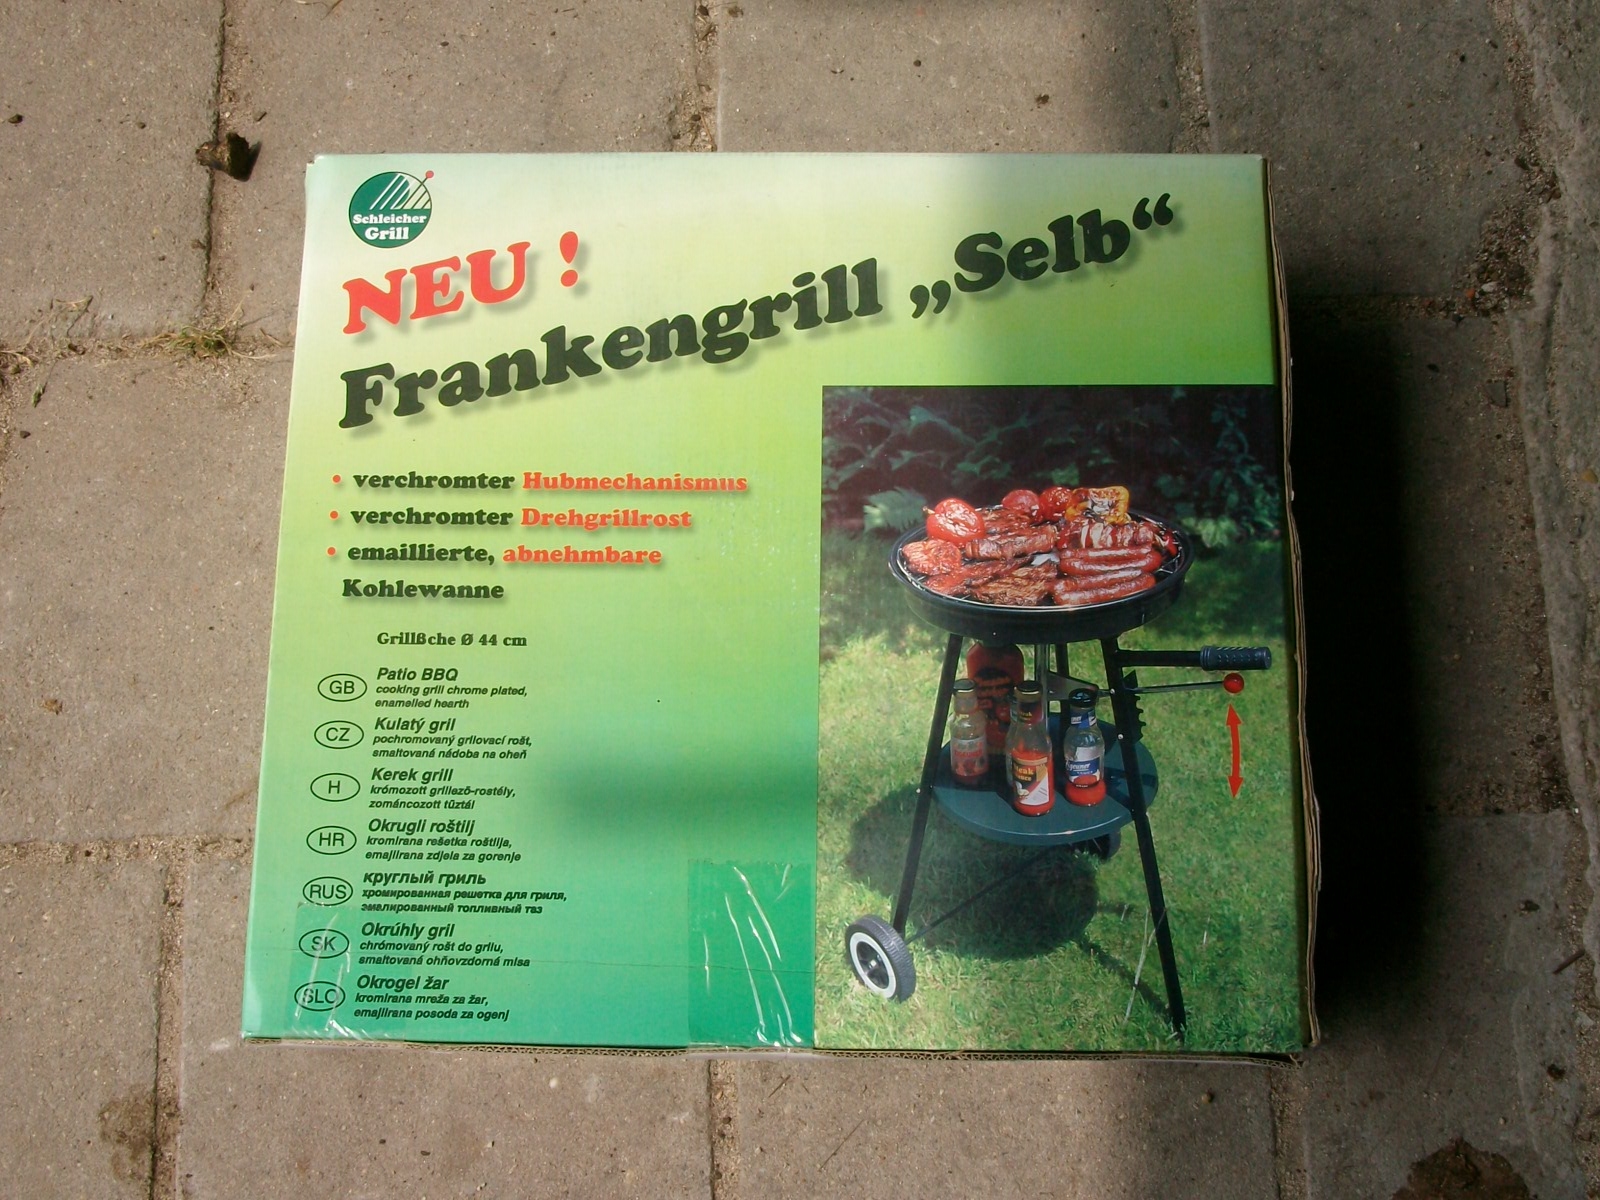 Schleicher
Grill
NEU !
Frankengrill „Selb“
• verchromter Hubmechanismus
• verchromter Drehgrillrost
• emaillierte, abnehmbare
Kohlewanne
Grillßche Ø 44 cm
GB Patio BBQ
cooking grill chrome plated,
enamelled hearth
CZ Kulatý gril
pochromovaný grilovací rošt,
smaltovaná nádoba na oheň
H Kerek grill
krómozott grillező-rostély,
zománcozott tűztál
HR Okrugli roštilj
kromirana rešetka roštilja,
emajlirana zdjela za gorenje
RUS круглый гриль
хромированная решетка для гриля,
эмалированный топливный таз
SK Okrúhly gril
chrómovaný rošt do grilu,
smaltovaná ohňovzdorná misa
SLO Okrogel žar
kromirana mreža za žar,
emajlirana posoda za ogenj